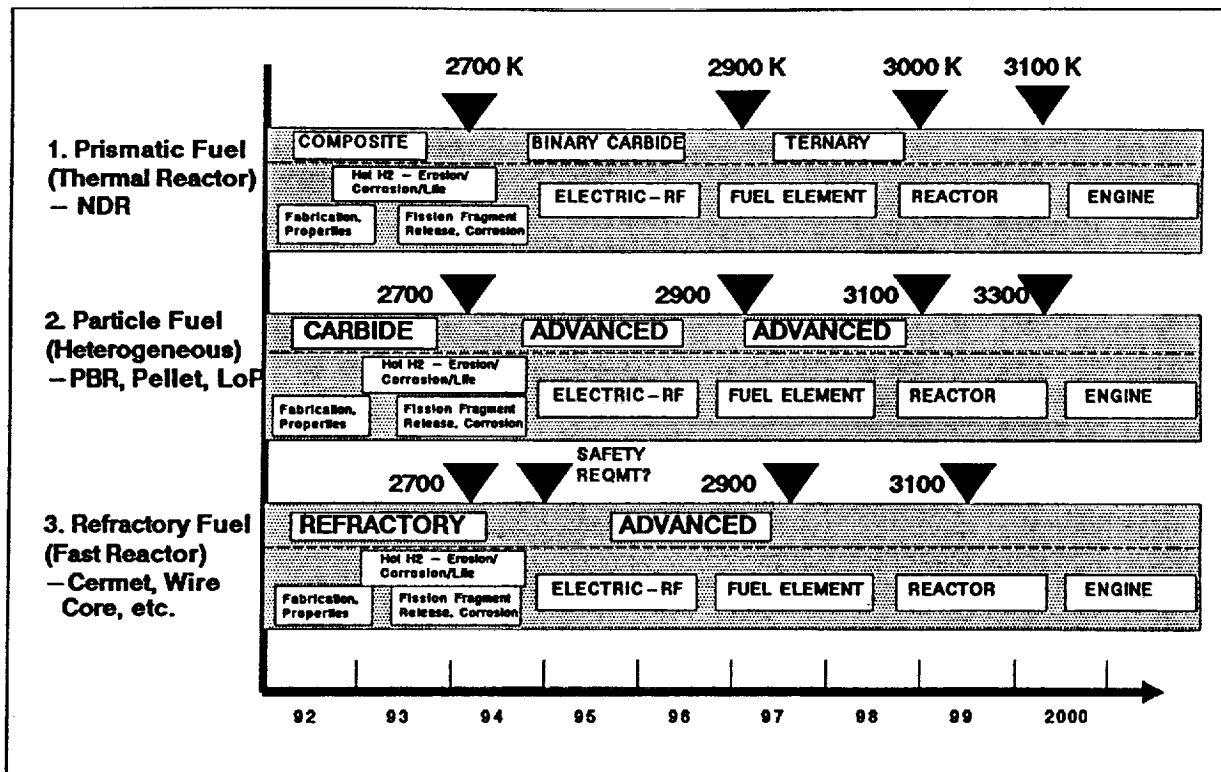 2700 K 2900 K 3000 K 3100 K
1. Prismatic Fuel
(Thermal Reactor)
– NDR
COMPOSITE BINARY CARBIDE TERNARY
Hot H2 – Erosion/
Corrosion/Life
ELECTRIC–RF FUEL ELEMENT REACTOR ENGINE
Fabrication,
Properties
Fission Fragment
Release, Corrosion
2700 2900 3100 3300
2. Particle Fuel
(Heterogeneous)
–PBR, Pellet, LoP
CARBIDE ADVANCED ADVANCED
Hot H2 – Erosion/
Corrosion/Life
ELECTRIC–RF FUEL ELEMENT REACTOR ENGINE
Fabrication,
Properties
Fission Fragment
Release, Corrosion
SAFETY
REQMT?
2700 2900 3100
3. Refractory Fuel
(Fast Reactor)
–Cermet, Wire
Core, etc.
REFRACTORY ADVANCED
Hot H2 – Erosion/
Corrosion/Life
ELECTRIC–RF FUEL ELEMENT REACTOR ENGINE
Fabrication,
Properties
Fission Fragment
Release, Corrosion
92 93 94 95 96 97 98 99 2000